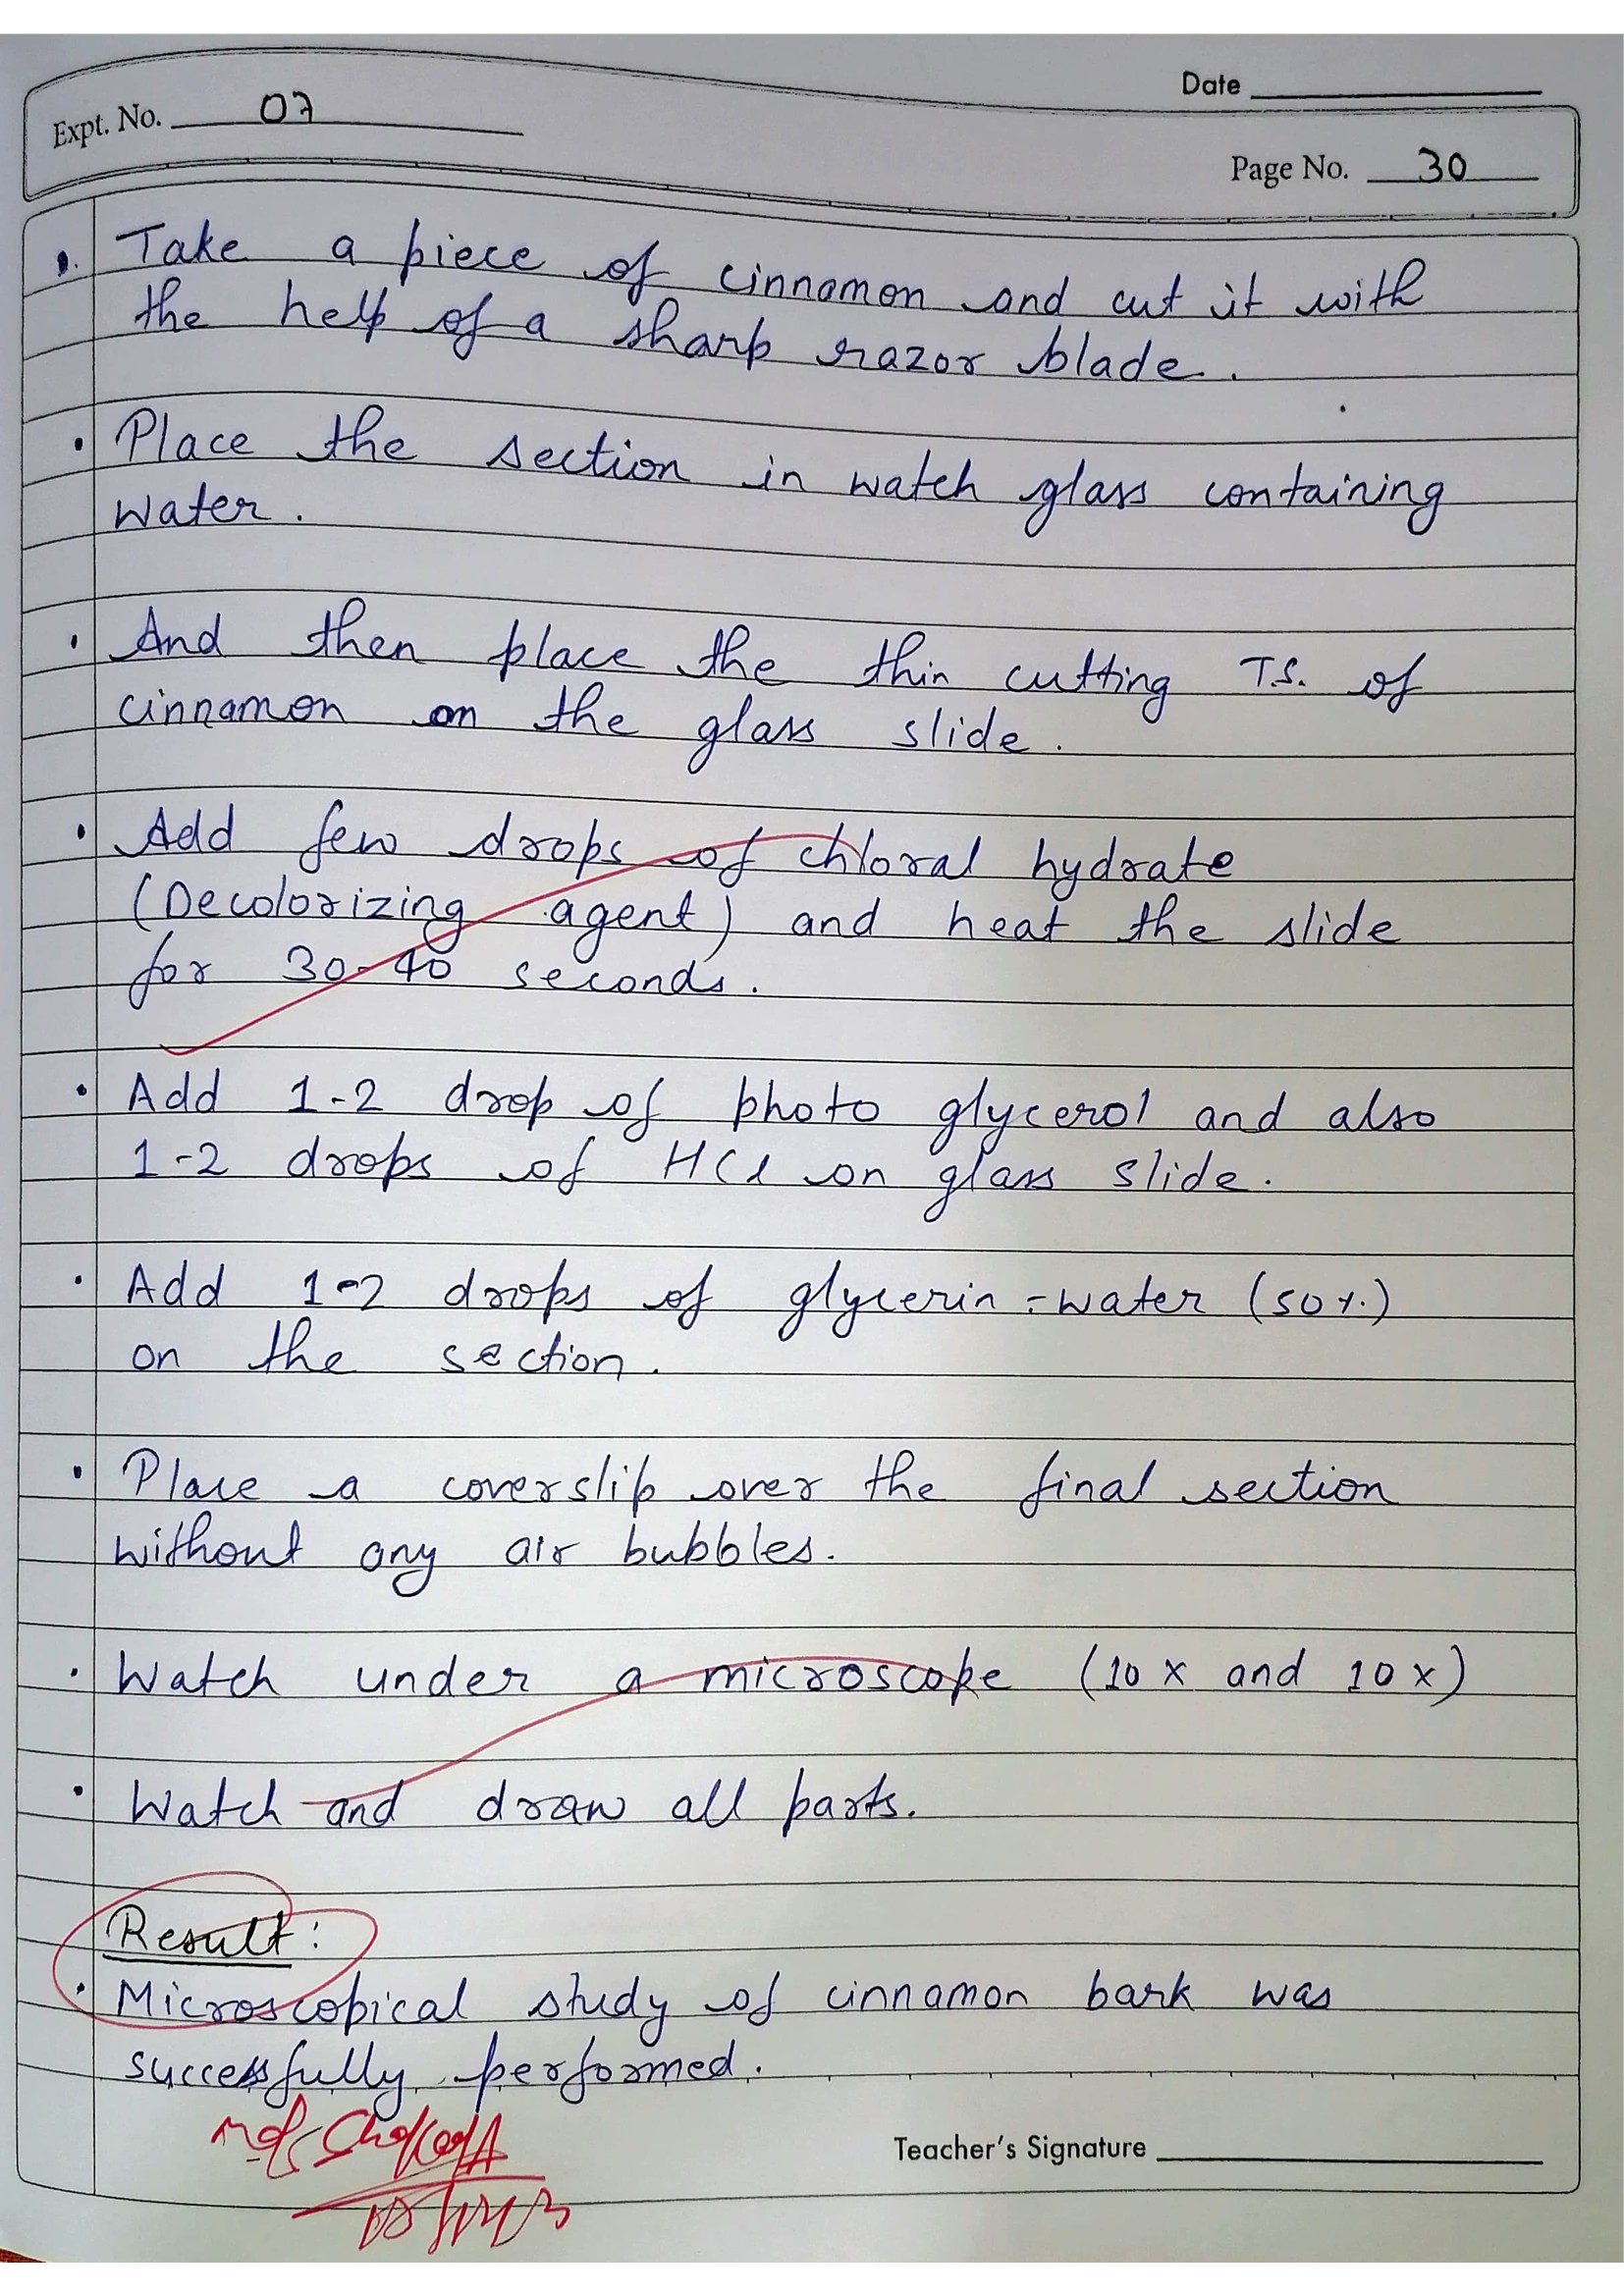 Date
Expt. No. 07
Page No. 30
Take a piece of cinnamon and cut it with
the help of a sharp razor blade.
• Place the section in watch glass containing
water.
• And then place the thin cutting T.S. of
cinnamon on the glass slide.
• Add few drops of chloral hydrate
(Decolorizing agent) and heat the slide
for 30-40 seconds.
• Add 1-2 drop of photo glycerol and also
1-2 drops of HCl on glass slide.
• Add 1-2 drops of glycerin-water (50%)
on the section.
• Place a coverslip over the final section
without any air bubbles.
• Watch under a microscope (10 x and 10 x)
• Watch and draw all parts.
Result:
• Microscopical study of cinnamon bark was
successfully performed.
Teacher's Signature